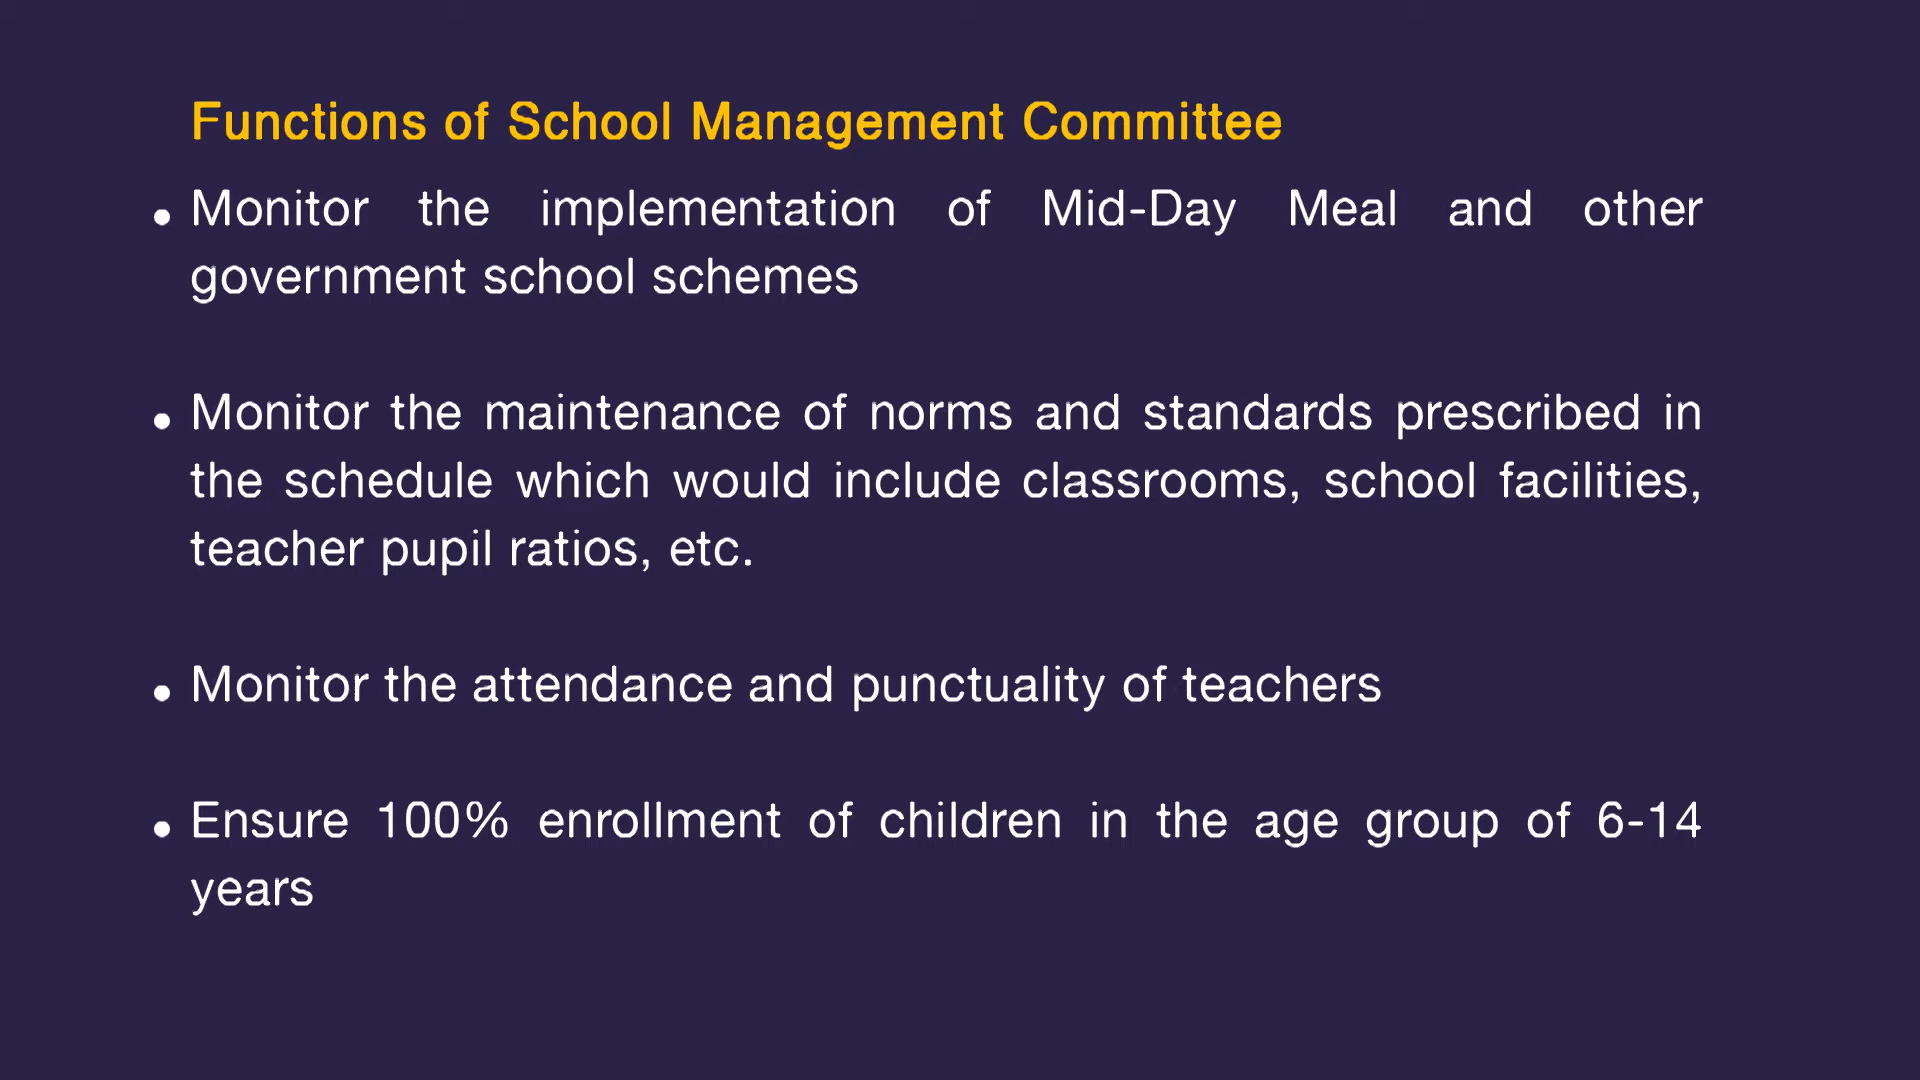 Functions of School Management Committee
• Monitor the implementation of Mid-Day Meal and other
government school schemes
• Monitor the maintenance of norms and standards prescribed in
the schedule which would include classrooms, school facilities,
teacher pupil ratios, etc.
• Monitor the attendance and punctuality of teachers
• Ensure 100% enrollment of children in the age group of 6-14
years